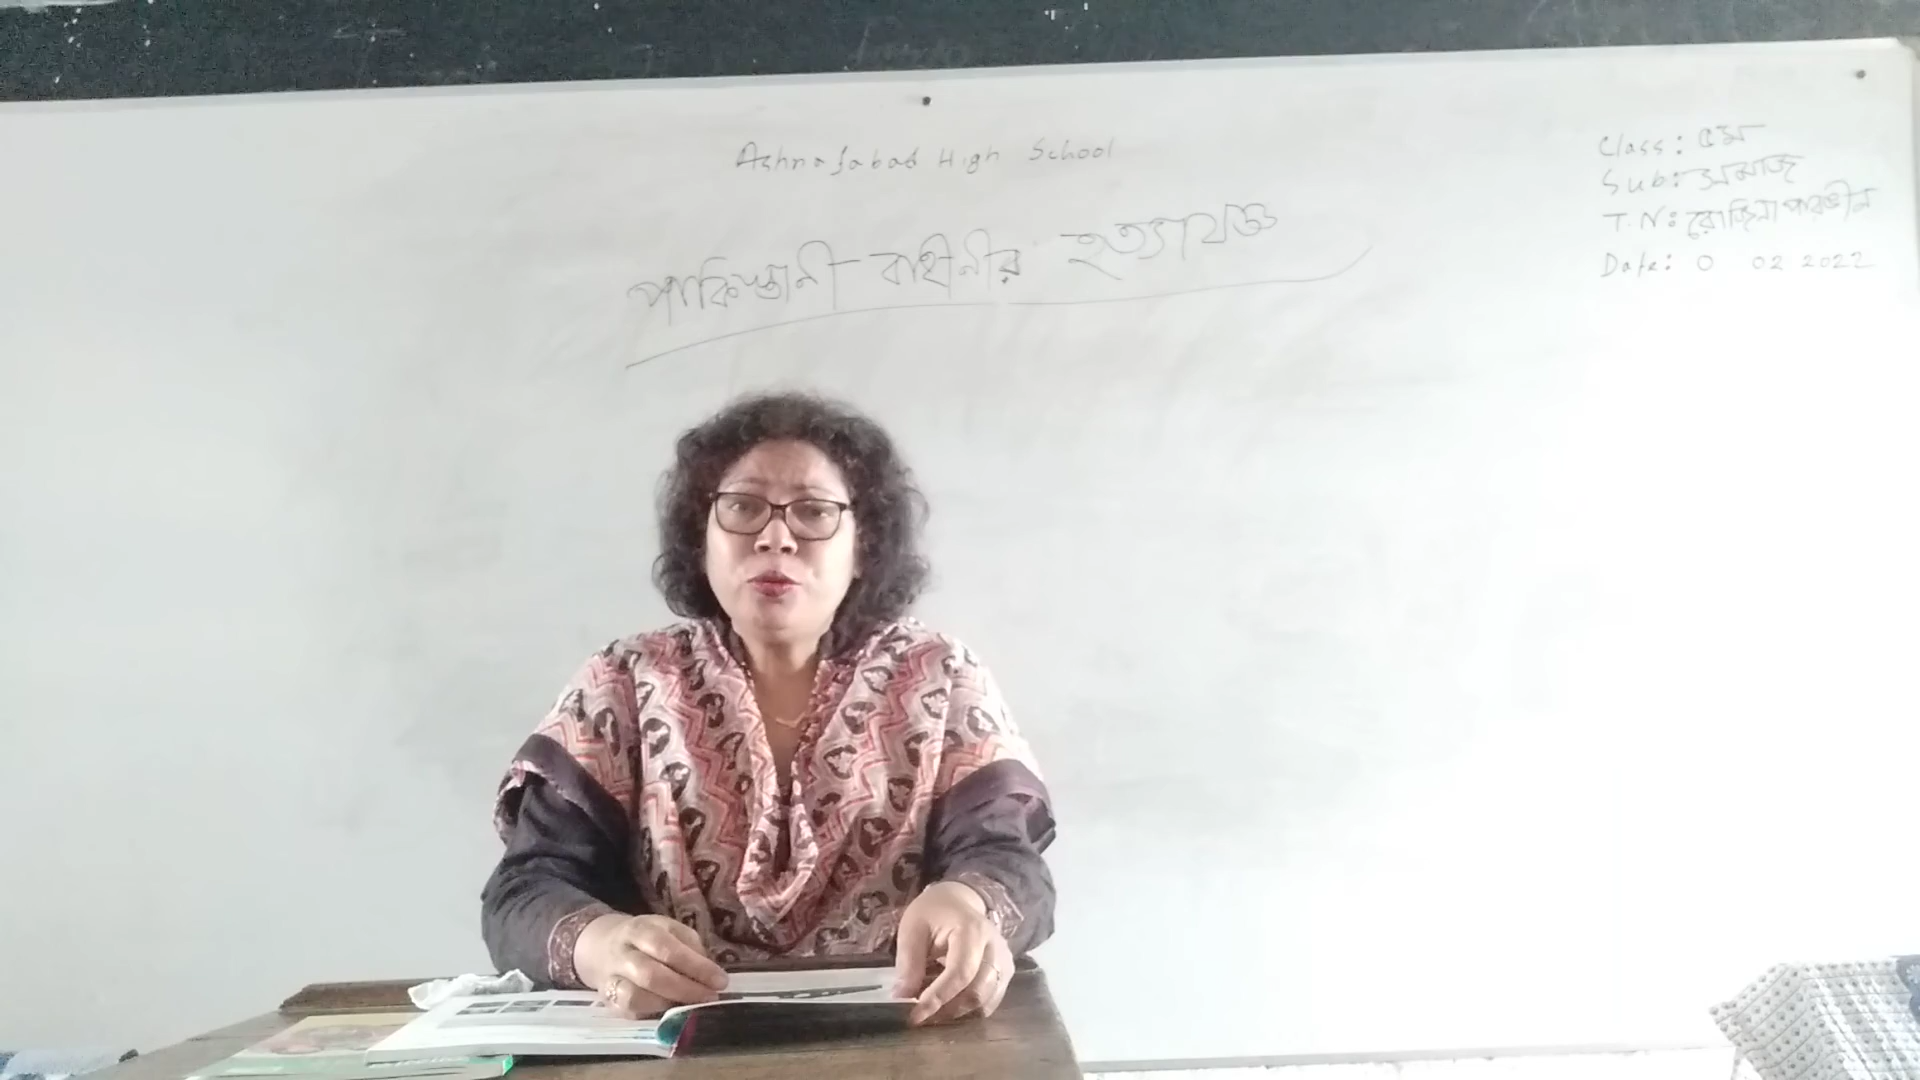 Ashrafabad High School
পাকিস্তানী বাহীনীর হত্যাযজ্ঞ
Class: ৫ম
Sub: সমাজ
T.N: রোজিনা পারভীন
Date: 0 02 2022